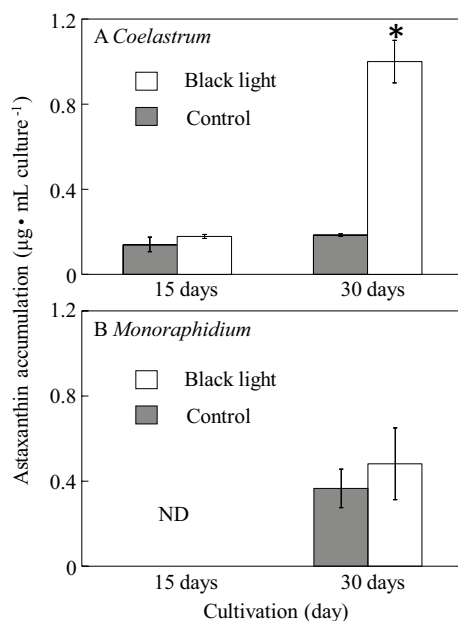 Astaxanthin accumulation (μg • mL culture⁻¹)
1.2
A Coelastrum
*
Black light
Control
0.8
0.4
0
15 days
30 days
1.2
B Monoraphidium
Black light
Control
0.8
0.4
ND
0
15 days
30 days
Cultivation (day)